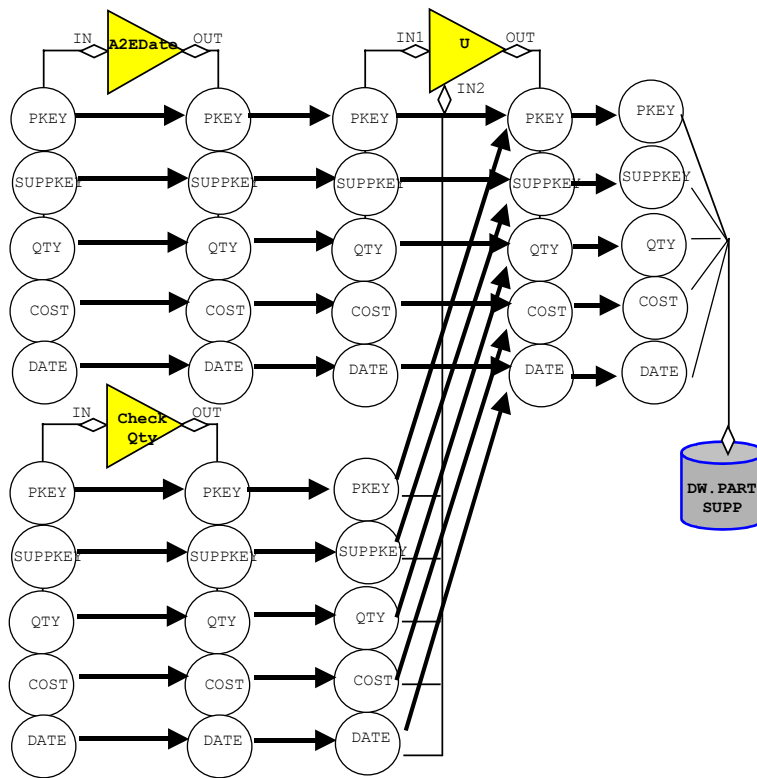 IN A2EDate OUT IN1 U OUT
IN2
PKEY PKEY PKEY PKEY PKEY
SUPPKEY SUPPKEY SUPPKEY SUPPKEY SUPPKEY
QTY QTY QTY QTY QTY
COST COST COST COST COST
DATE DATE DATE DATE DATE
IN Check OUT
Qty
PKEY PKEY PKEY
DW.PART
SUPP
SUPPKEY SUPPKEY SUPPKEY
QTY QTY QTY
COST COST COST
DATE DATE DATE